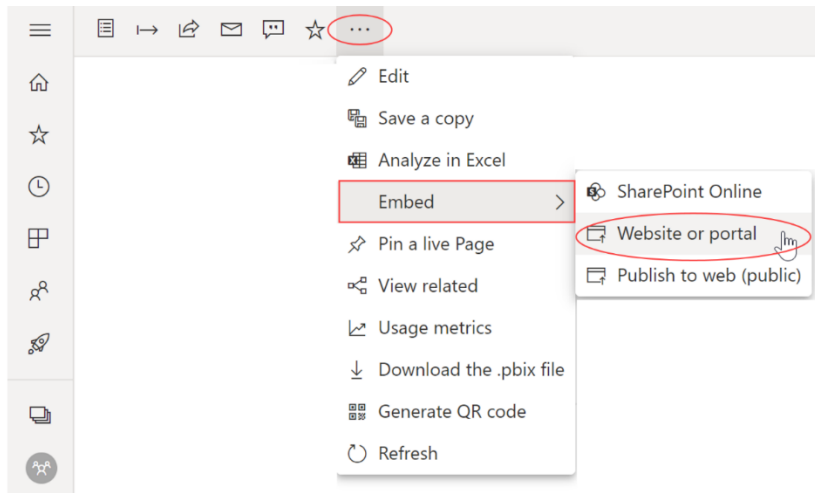 Edit
Save a copy
Analyze in Excel
Embed
Pin a live Page
View related
Usage metrics
Download the .pbix file
Generate QR code
Refresh
SharePoint Online
Website or portal
Publish to web (public)